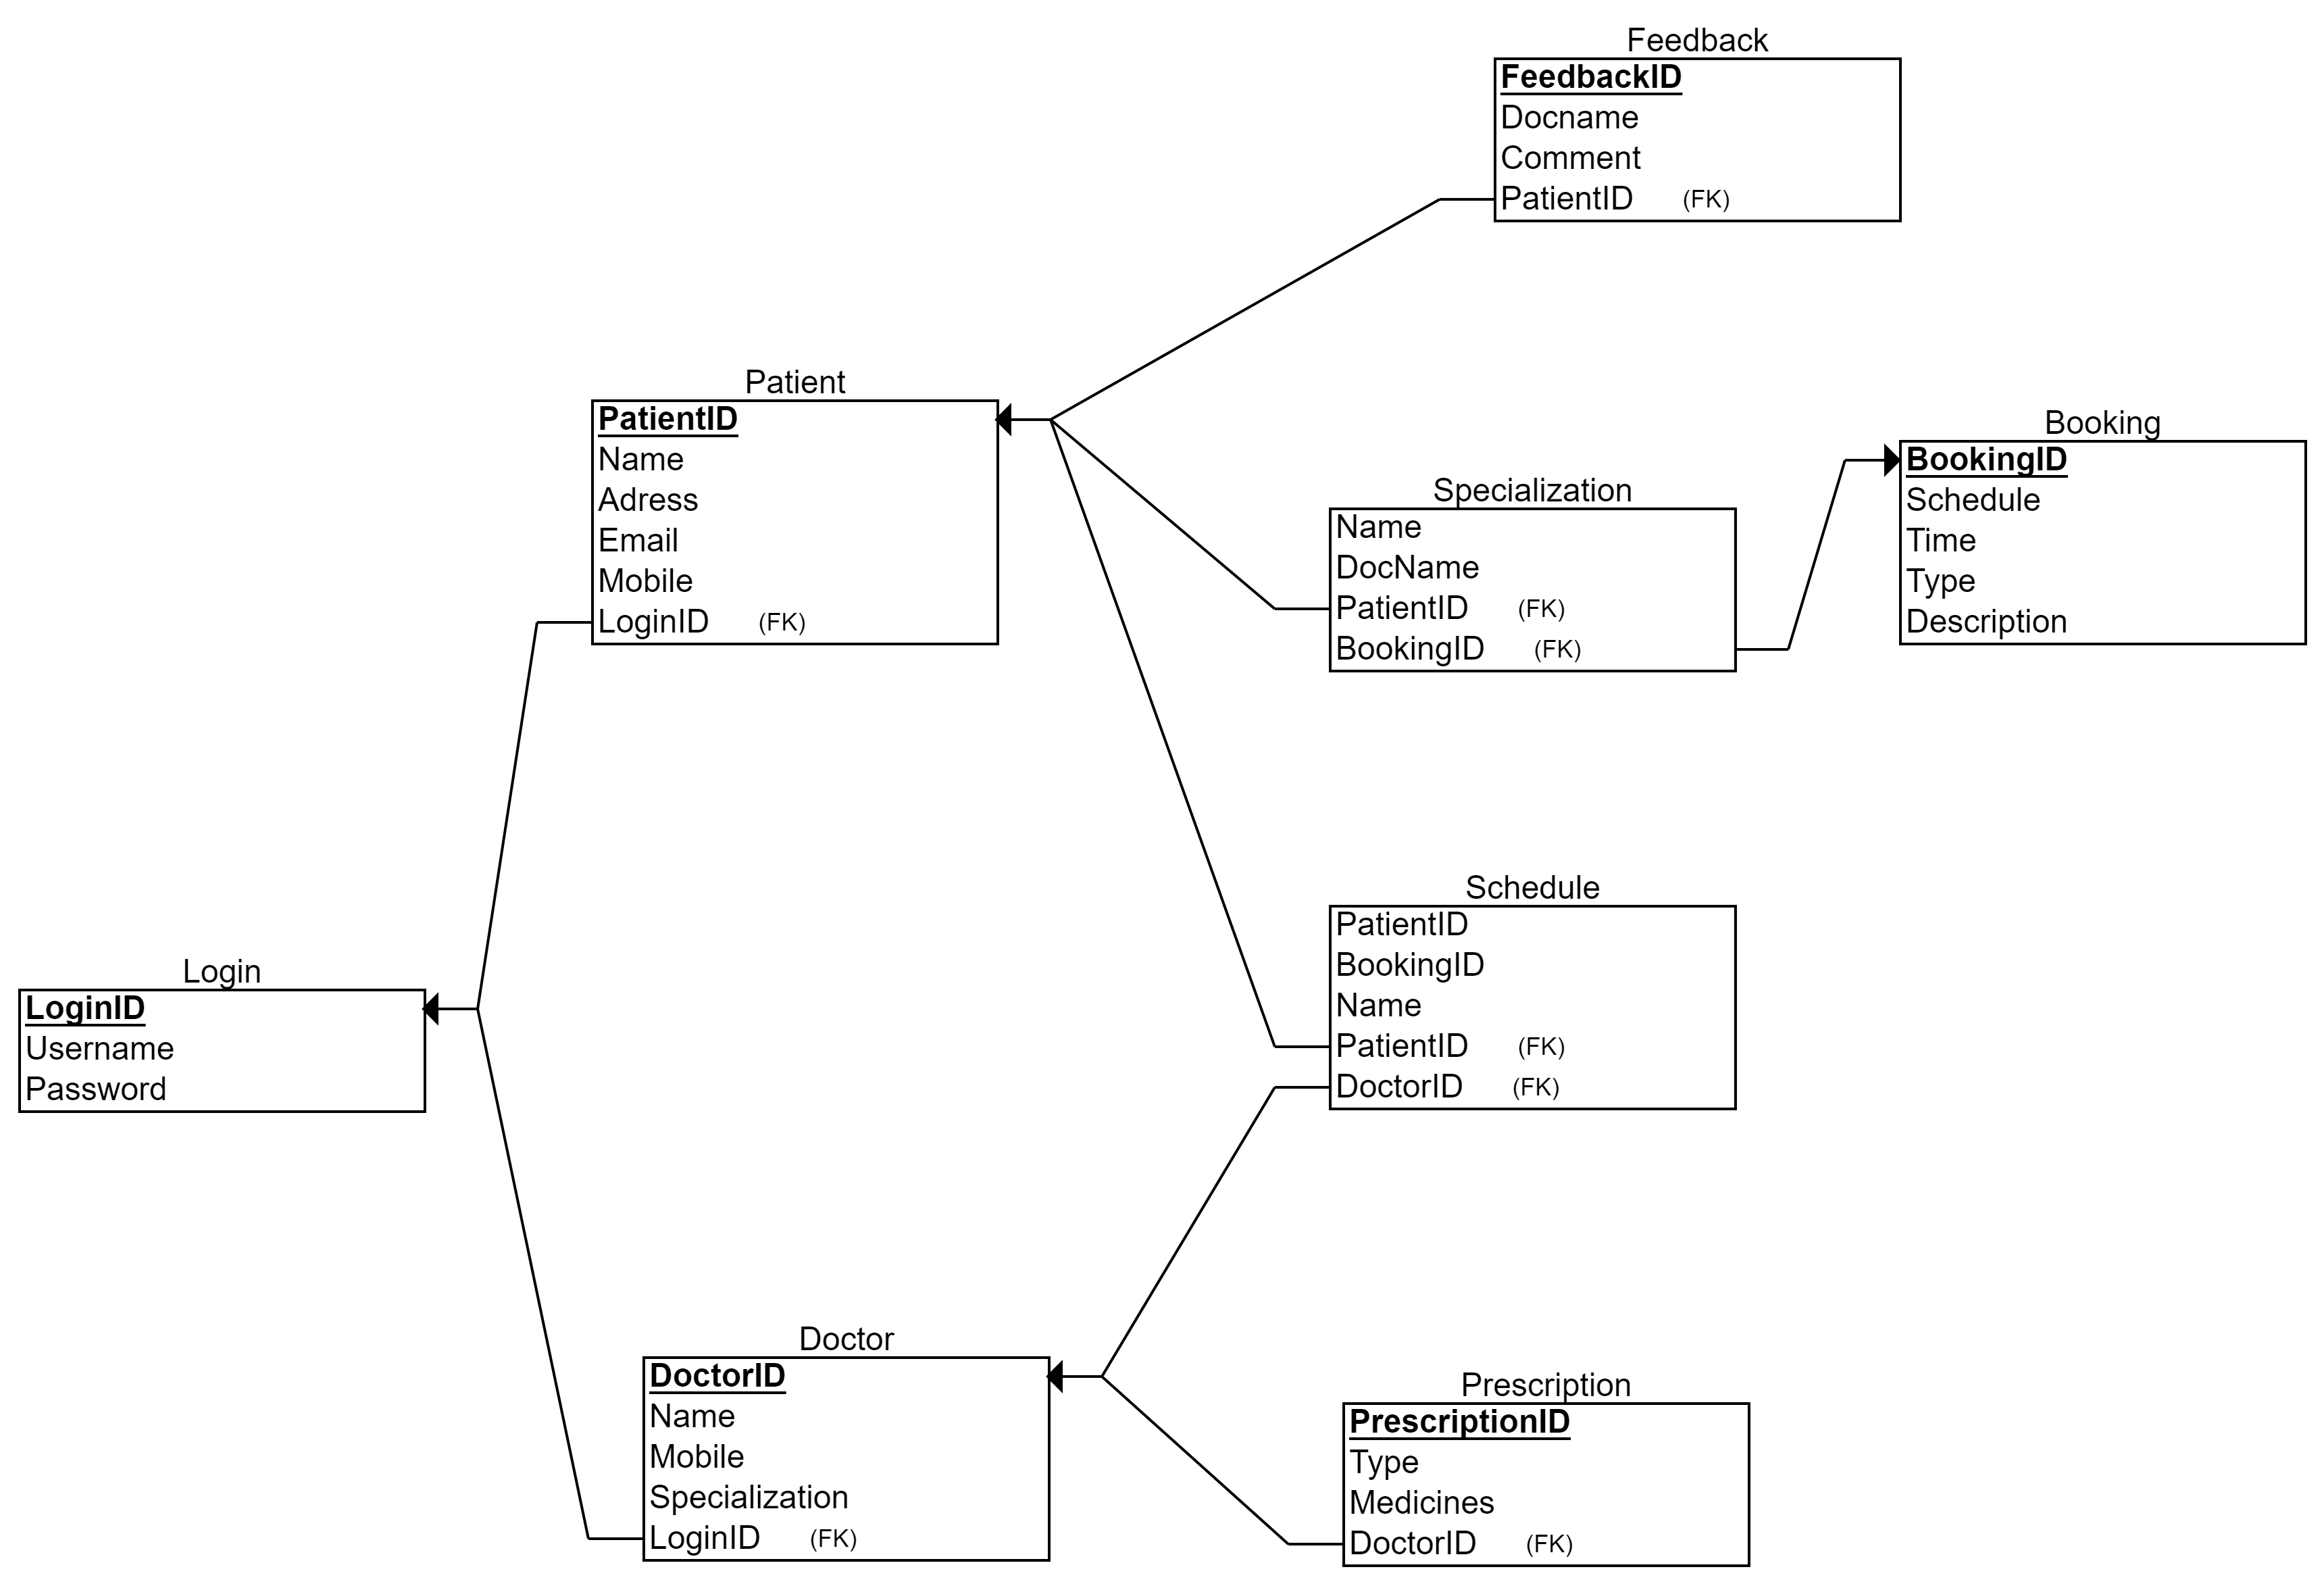 Feedback
FeedbackID
Docname
Comment
PatientID (FK)
Patient
PatientID
Name
Adress
Email
Mobile
LoginID (FK)
Specialization
Name
DocName
PatientID (FK)
BookingID (FK)
Booking
BookingID
Schedule
Time
Type
Description
Schedule
PatientID
BookingID
Name
PatientID (FK)
DoctorID (FK)
Login
LoginID
Username
Password
Doctor
DoctorID
Name
Mobile
Specialization
LoginID (FK)
Prescription
PrescriptionID
Type
Medicines
DoctorID (FK)